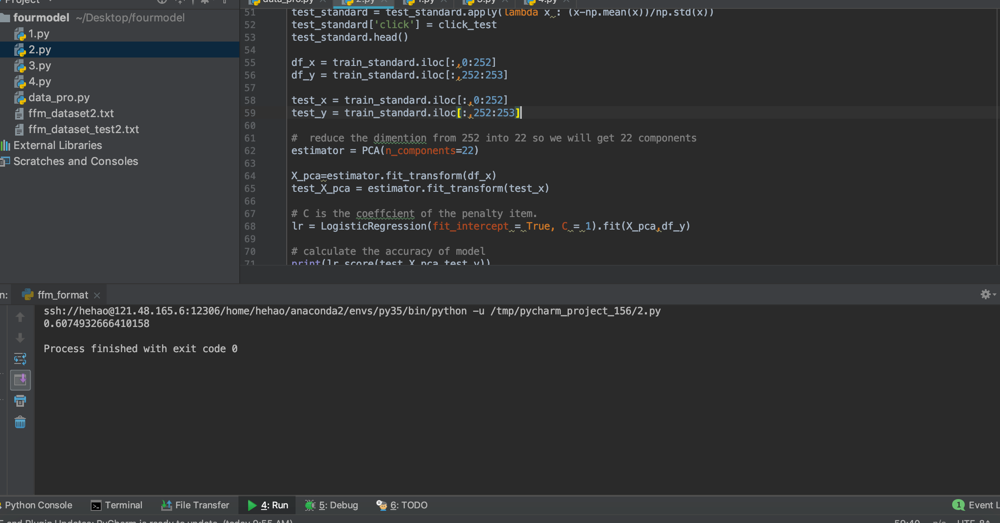 Project
data_pro.py
2.py
1.py
3.py
4.py
fourmodel ~/Desktop/fourmodel
1.py
2.py
3.py
4.py
data_pro.py
ffm_dataset2.txt
ffm_dataset_test2.txt
External Libraries
Scratches and Consoles
51 test_standard = test_standard.apply(lambda x : (x-np.mean(x))/np.std(x))
52 test_standard['click'] = click_test
53 test_standard.head()
54
55 df_x = train_standard.iloc[:,0:252]
56 df_y = train_standard.iloc[:,252:253]
57
58 test_x = train_standard.iloc[:,0:252]
59 test_y = train_standard.iloc[:,252:253]
60
61 #  reduce the dimention from 252 into 22 so we will get 22 components
62 estimator = PCA(n_components=22)
63
64 X_pca=estimator.fit_transform(df_x)
65 test_X_pca = estimator.fit_transform(test_x)
66
67 # C is the coeffcient of the penalty item.
68 lr = LogisticRegression(fit_intercept = True, C = 1).fit(X_pca,df_y)
69
70 # calculate the accuracy of model
71 print(lr.score(test_X_pca,test_y))
n: ffm_format
ssh://hehao@121.48.165.6:12306/home/hehao/anaconda2/envs/py35/bin/python -u /tmp/pycharm_project_156/2.py
0.6074932666410158
Process finished with exit code 0
Python Console Terminal File Transfer 4: Run 5: Debug 6: TODO 1 Event L
E and Plugin Updates: PyCharm is ready to update. (today 9:55 AM) 59:40 n/a UTF-8